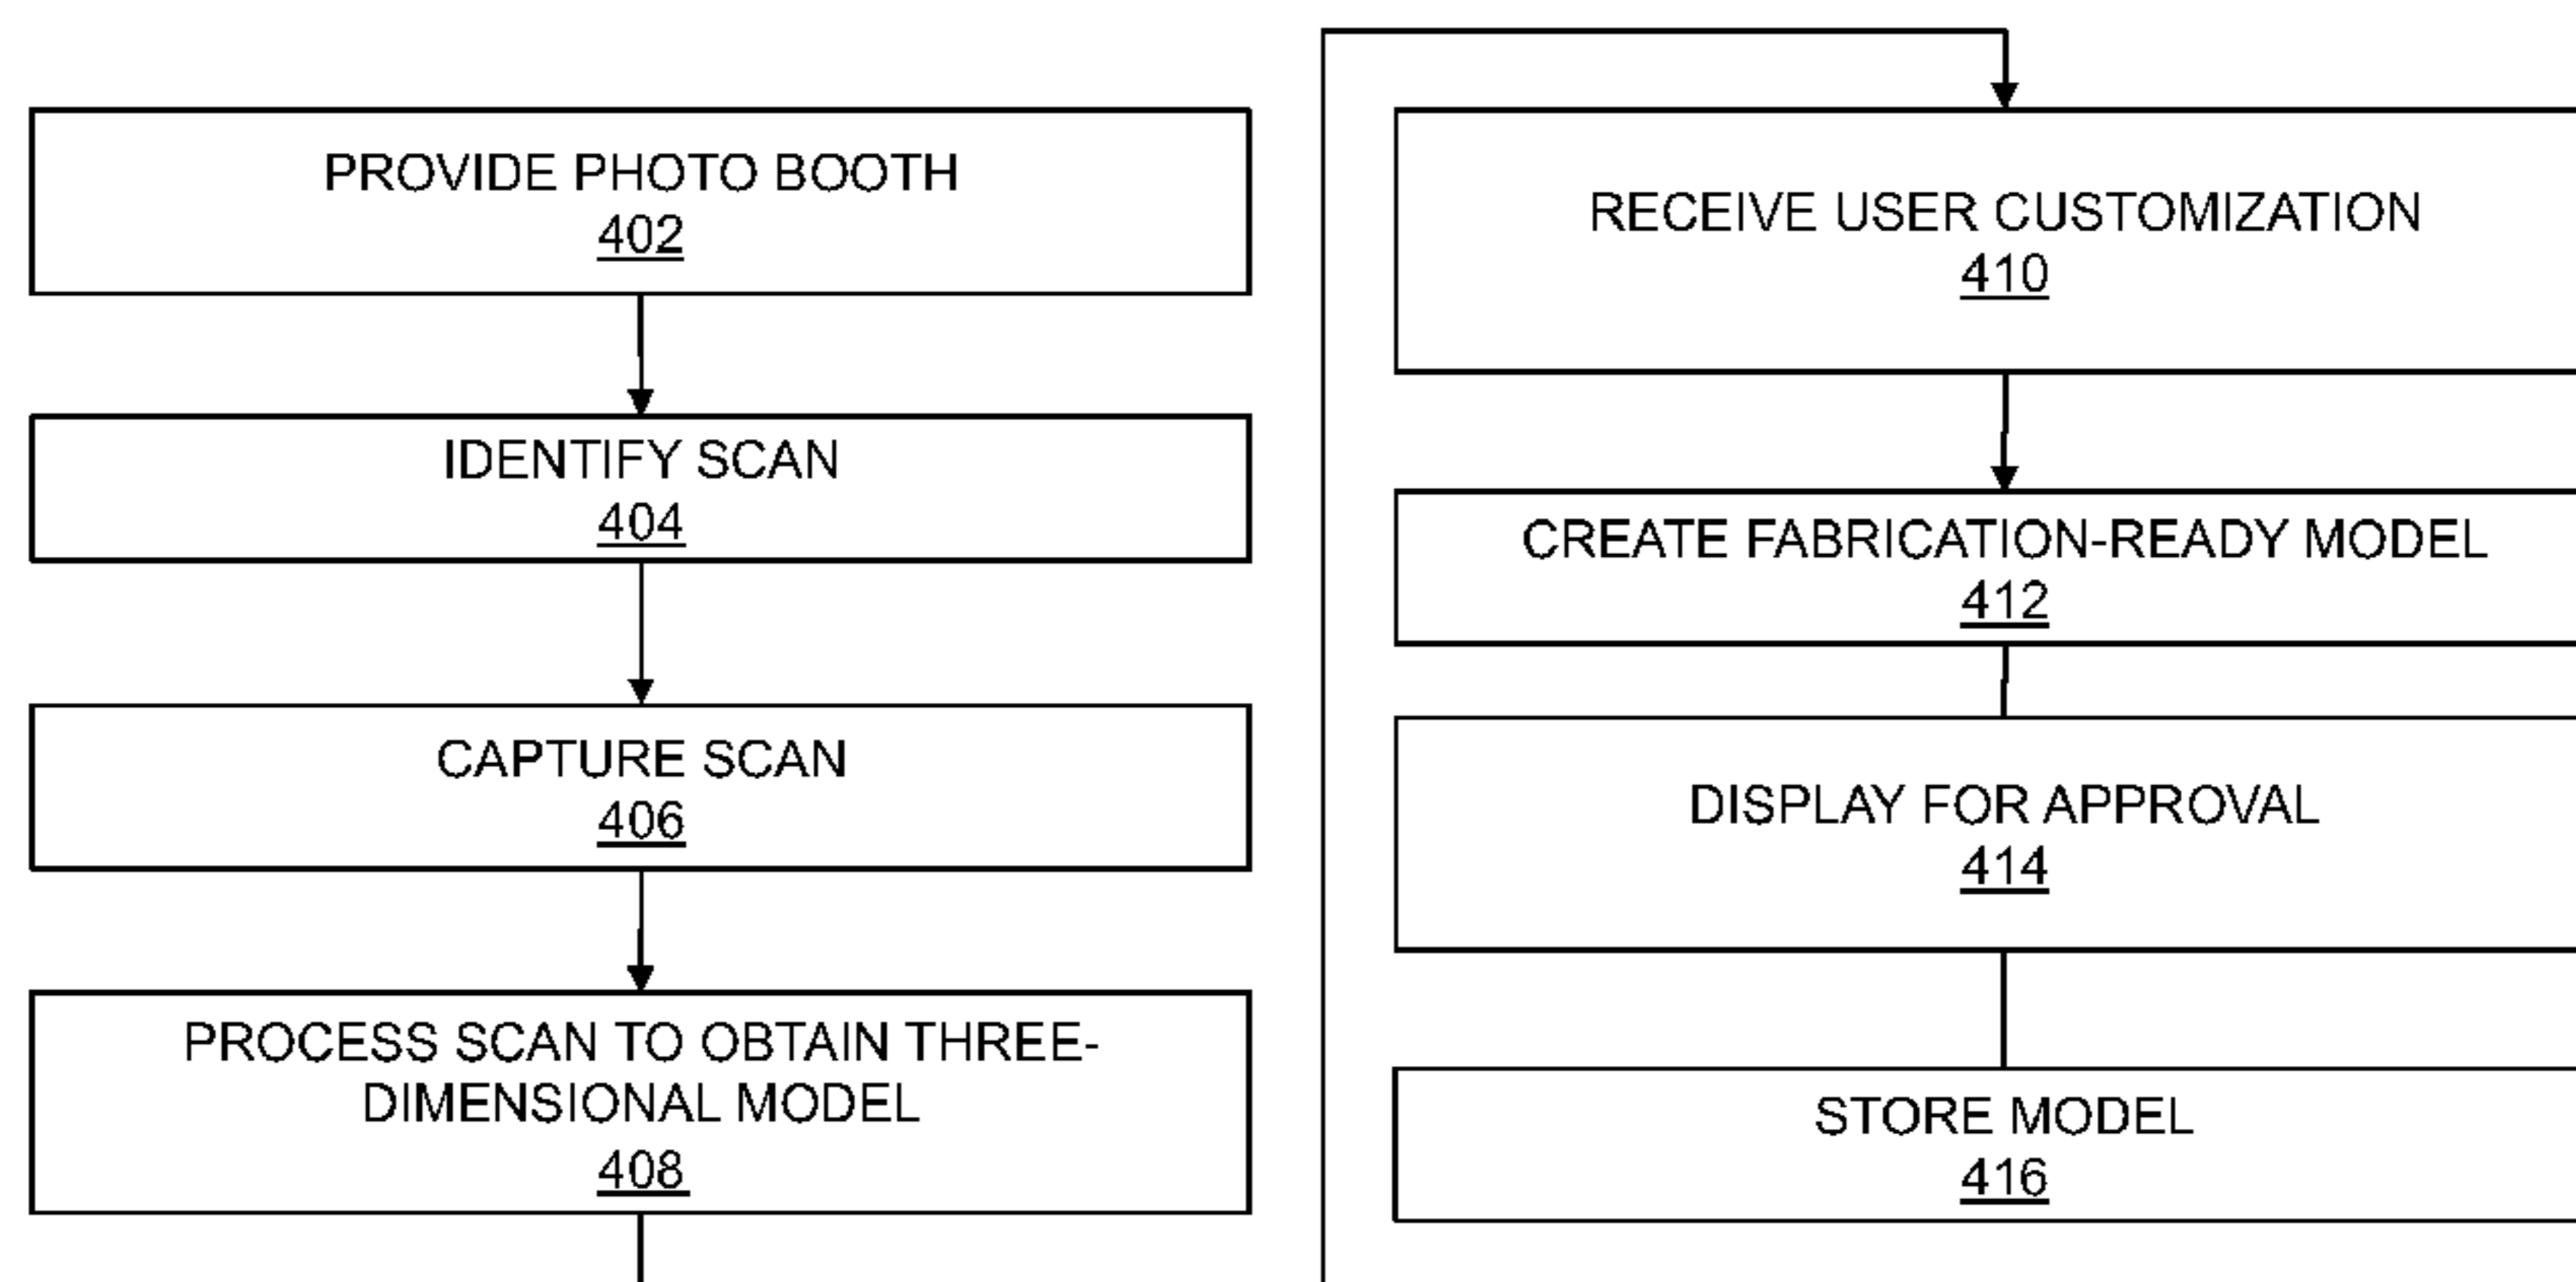 PROVIDE PHOTO BOOTH
402
IDENTIFY SCAN
404
CAPTURE SCAN
406
PROCESS SCAN TO OBTAIN THREE-
DIMENSIONAL MODEL
408
RECEIVE USER CUSTOMIZATION
410
CREATE FABRICATION-READY MODEL
412
DISPLAY FOR APPROVAL
414
STORE MODEL
416